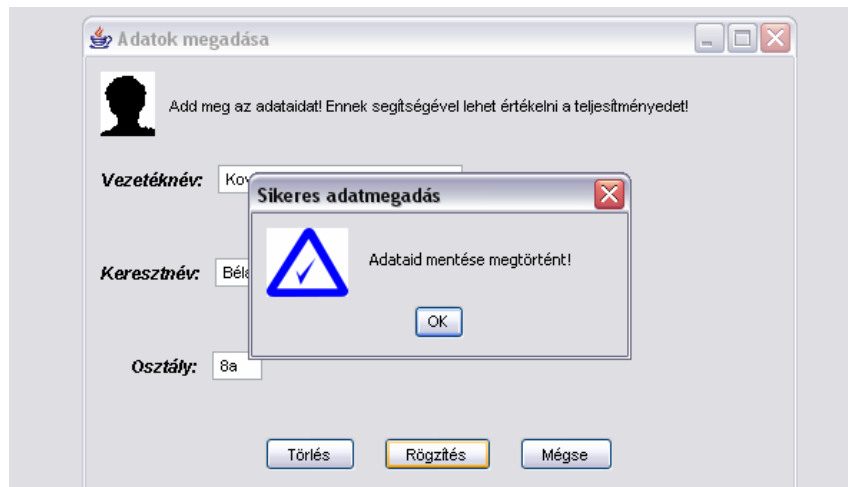 Adatok megadása
Add meg az adataidat! Ennek segítségével lehet értékelni a teljesítményedet!
Vezetéknév:
Sikeres adatmegadás
Adataid mentése megtörtént!
Keresztnév:
OK
Osztály: 8a
Törlés Rögzítés Mégse